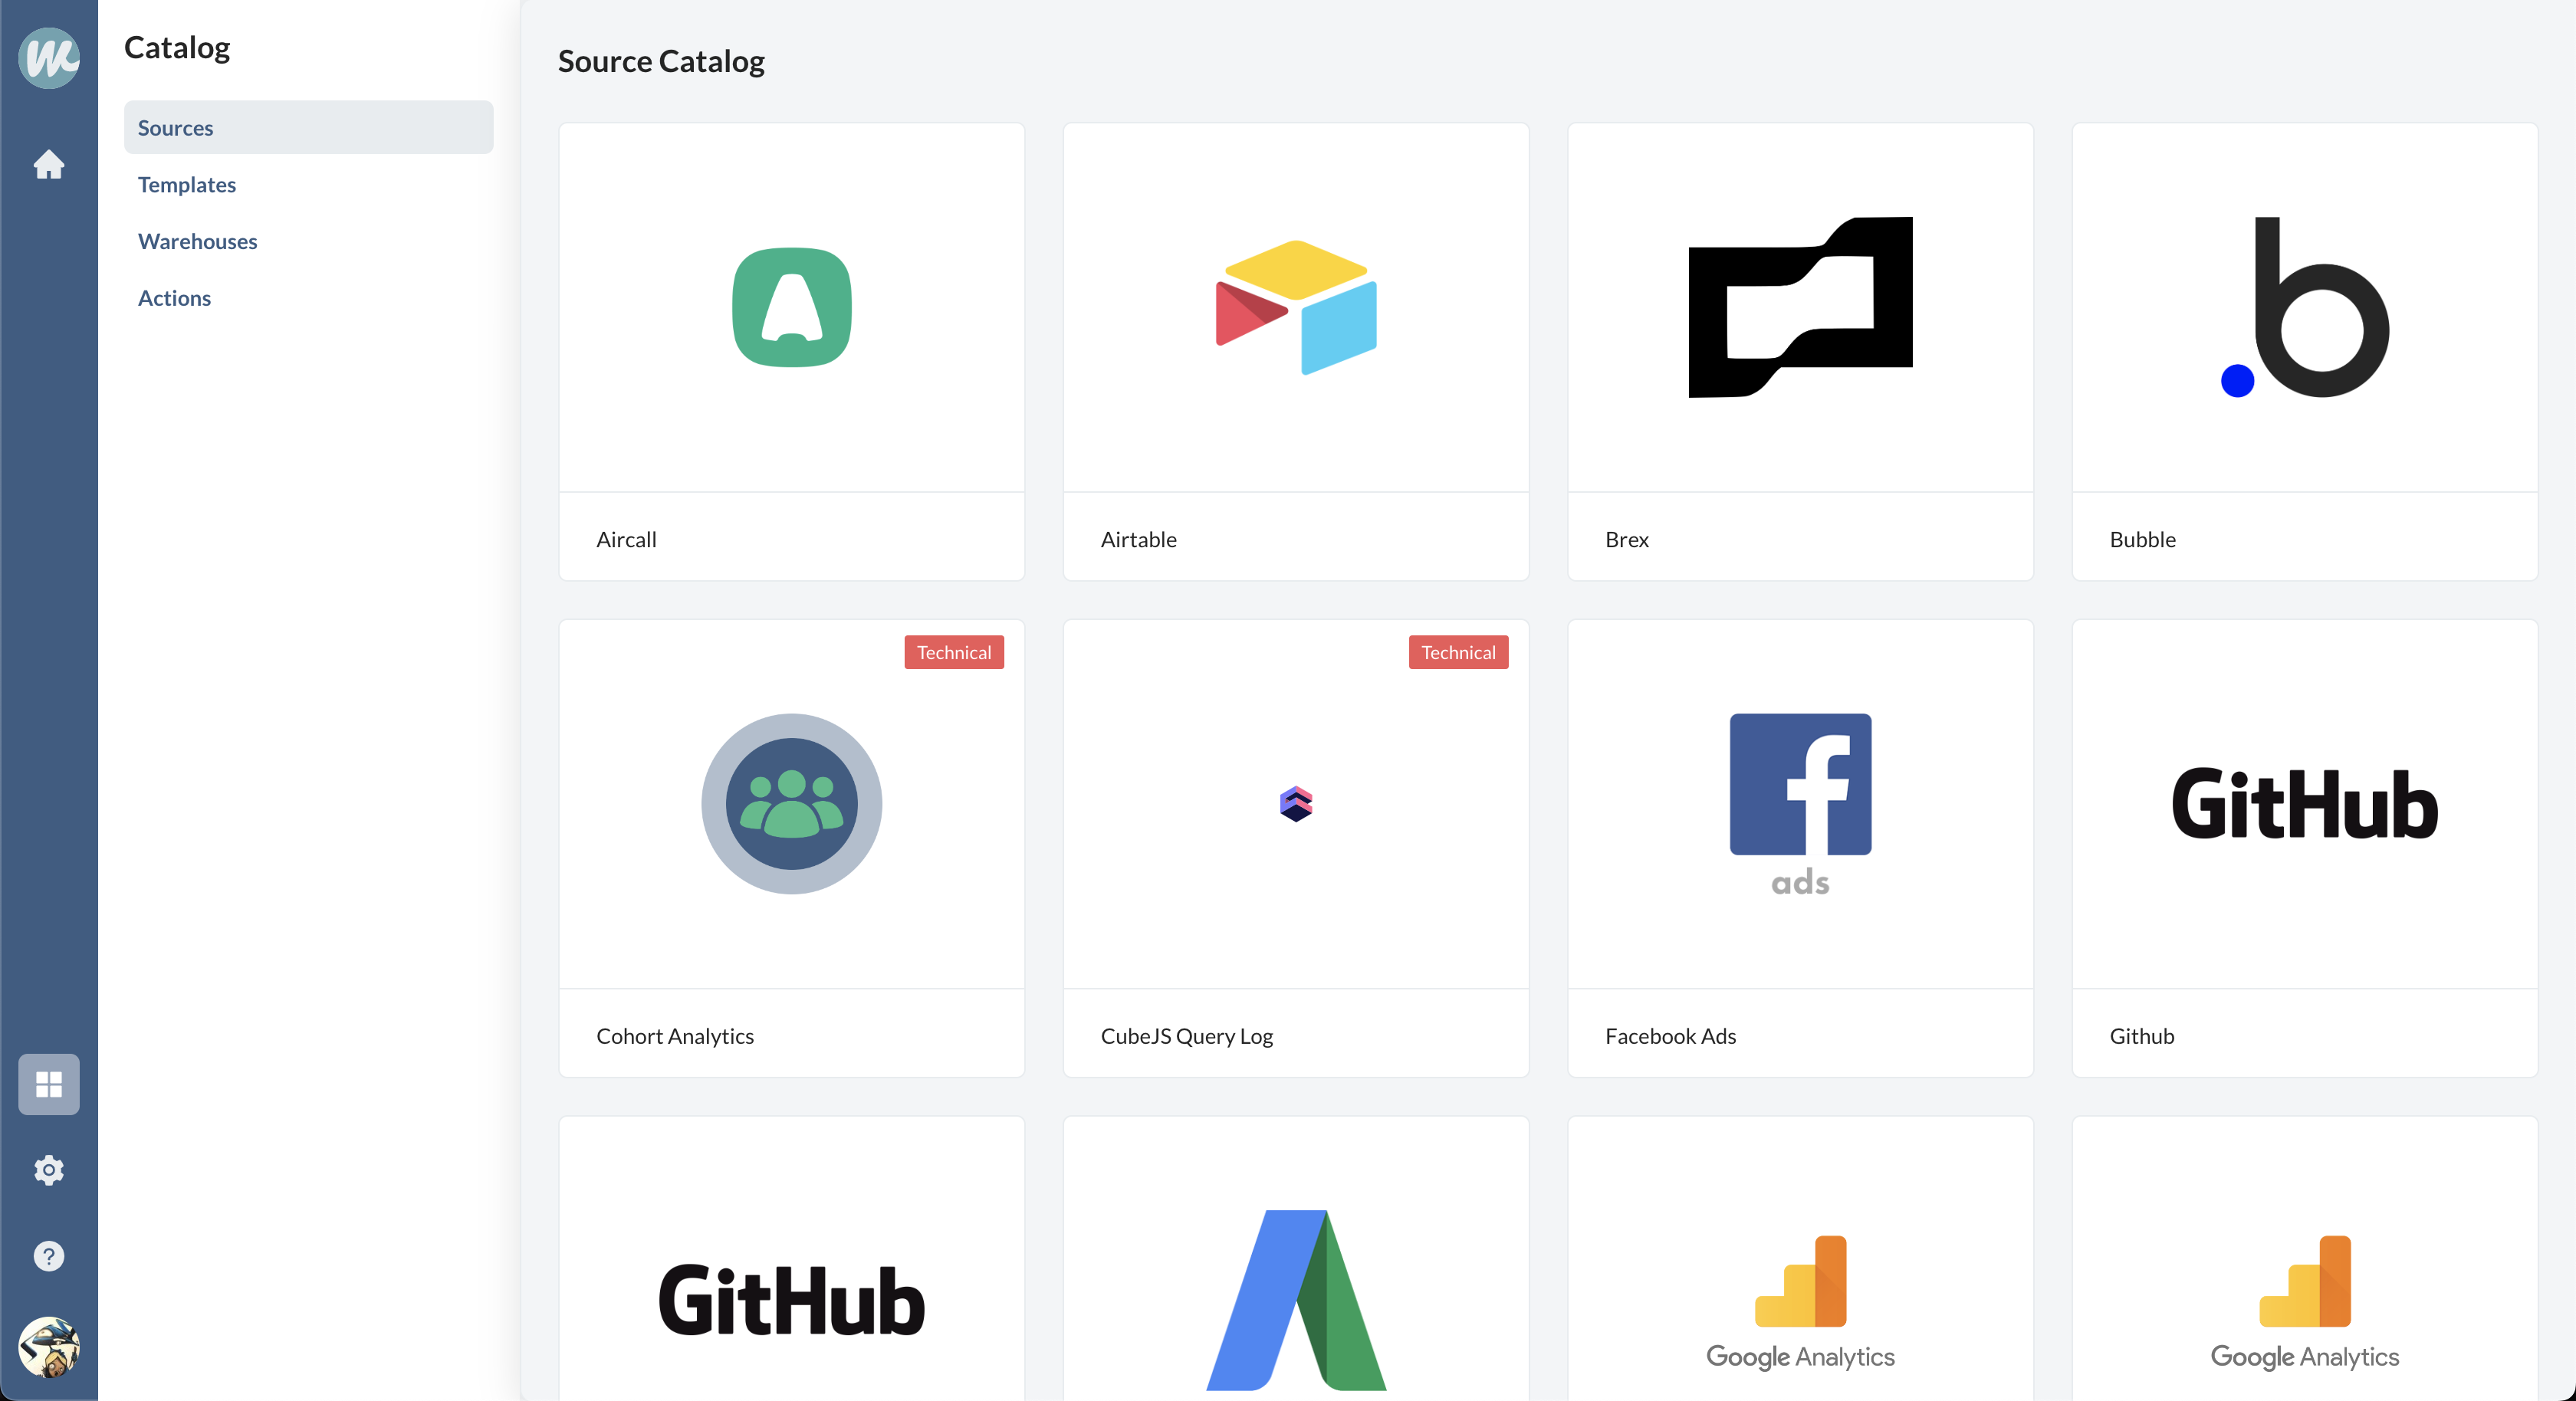 Catalog
Sources
Templates
Warehouses
Actions
Source Catalog
Aircall
Airtable
Brex
Bubble
Technical
Technical
ads
GitHub
Cohort Analytics
CubeJS Query Log
Facebook Ads
Github
GitHub
Google Analytics
Google Analytics